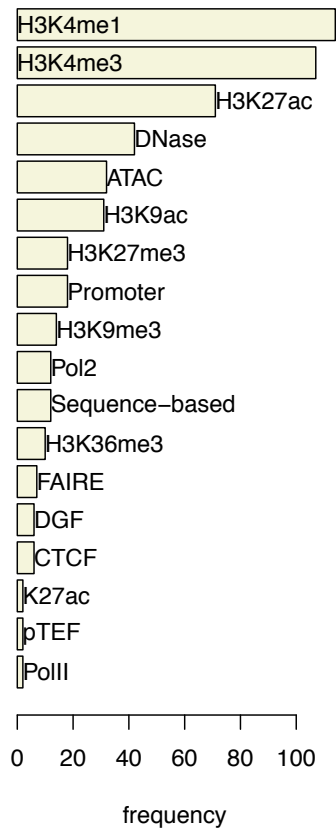 H3K4me1
H3K4me3
H3K27ac
DNase
ATAC
H3K9ac
H3K27me3
Promoter
H3K9me3
Pol2
Sequence−based
H3K36me3
FAIRE
DGF
CTCF
K27ac
pTEF
PolII
0 20 40 60 80 100
frequency